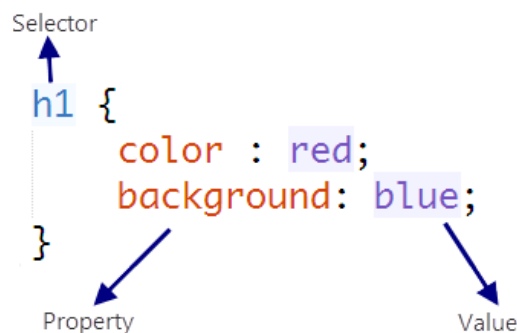 Selector
h1 {
color : red;
background: blue;
}
Property
Value